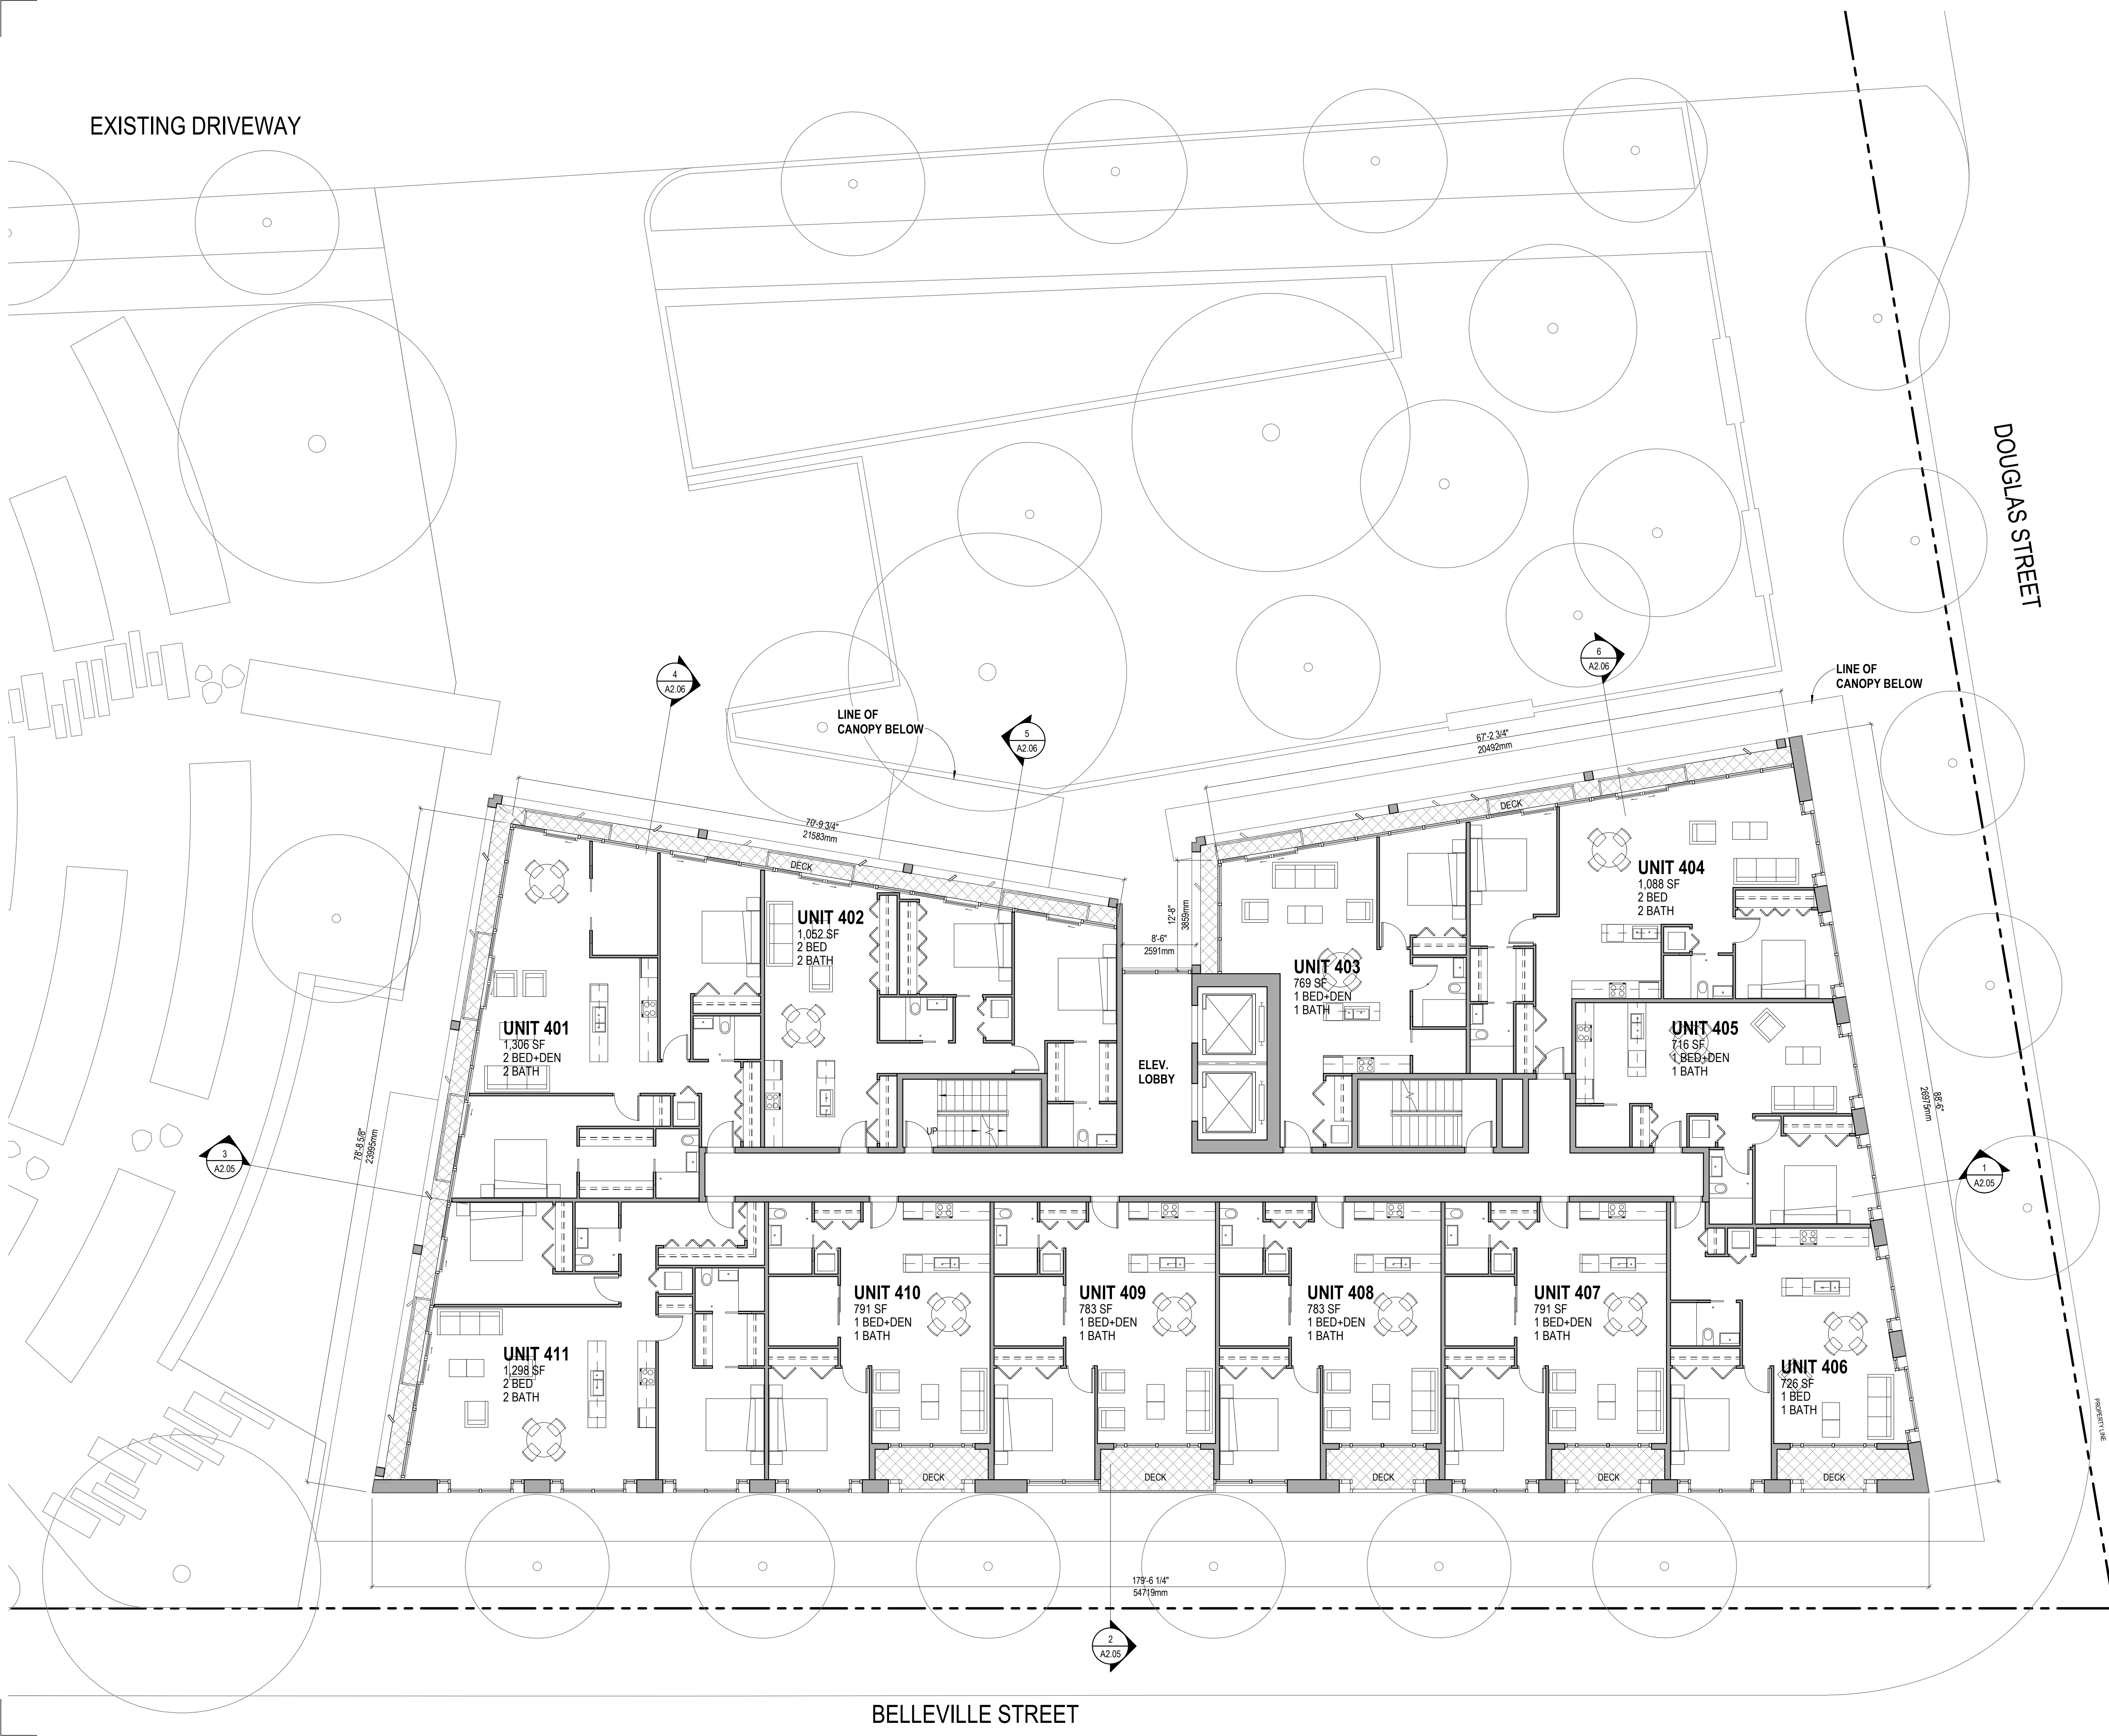 EXISTING DRIVEWAY
DOUGLAS STREET
4
A2.06
6
A2.06
LINE OF
CANOPY BELOW
LINE OF
CANOPY BELOW
5
A2.06
67'-2 3/4"
20492mm
70'-9 3/4"
21583mm
DECK
DECK
UNIT 401
1,306 SF
2 BED+DEN
2 BATH
UNIT 402
1,052 SF
2 BED
2 BATH
12'-8"
3859mm
8'-6"
2591mm
UNIT 403
769 SF
1 BED+DEN
1 BATH
UNIT 404
1,088 SF
2 BED
2 BATH
UNIT 405
716 SF
1 BED+DEN
1 BATH
ELEV.
LOBBY
UP
88'-6"
26975mm
78'-8 5/8"
23995mm
3
A2.05
1
A2.05
UNIT 411
1,298 SF
2 BED
2 BATH
UNIT 410
791 SF
1 BED+DEN
1 BATH
UNIT 409
783 SF
1 BED+DEN
1 BATH
UNIT 408
783 SF
1 BED+DEN
1 BATH
UNIT 407
791 SF
1 BED+DEN
1 BATH
UNIT 406
726 SF
1 BED
1 BATH
PROPERTY LINE
DECK
DECK
DECK
DECK
DECK
179'-6 1/4"
54719mm
2
A2.05
BELLEVILLE STREET